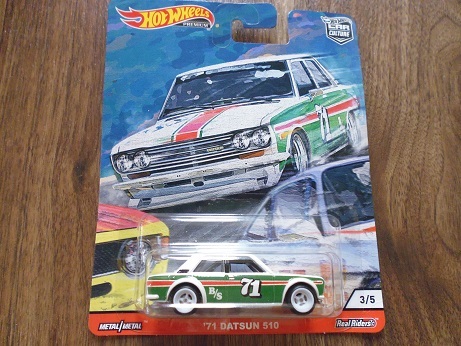 Hot Wheels
PREMIUM
CAR
CULTURE
71
B/S
71
3/5
'71 DATSUN 510
METAL/METAL
Real Riders